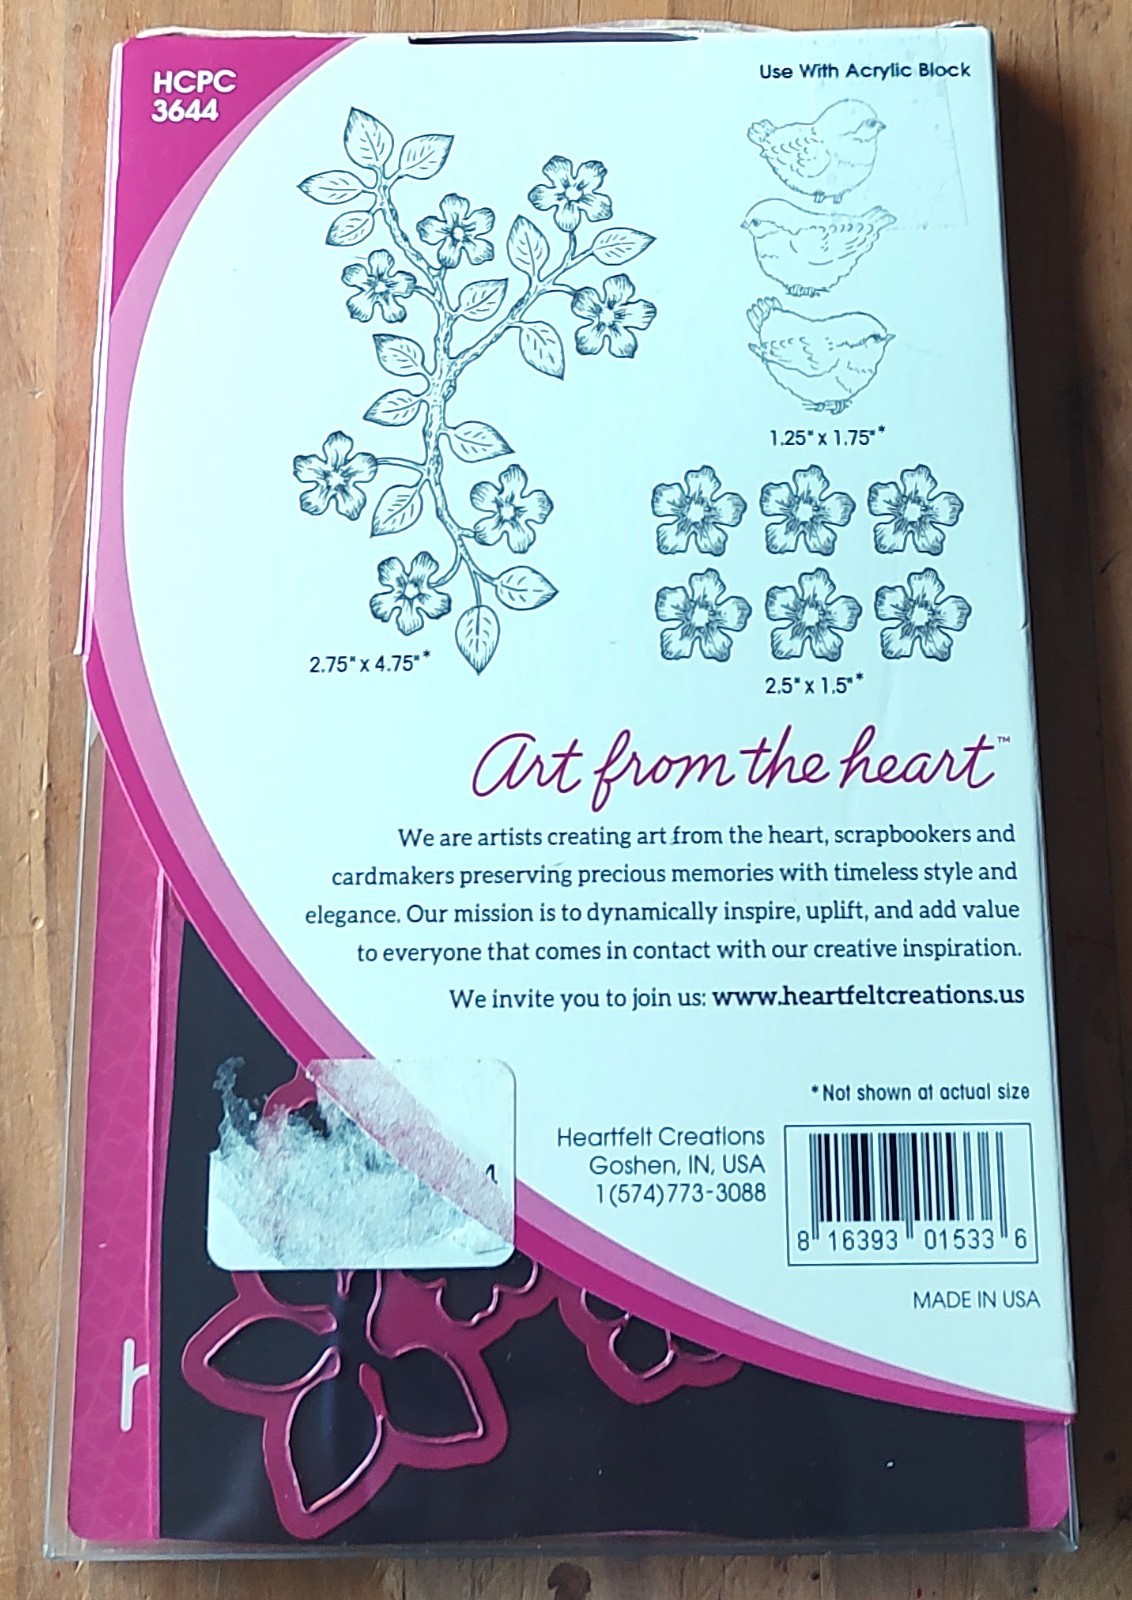 HCPC
3644
Use With Acrylic Block
1.25" x 1.75"*
2.75" x 4.75"*
2.5" x 1.5"*
Art from the heart™
We are artists creating art from the heart, scrapbookers and
cardmakers preserving precious memories with timeless style and
elegance. Our mission is to dynamically inspire, uplift, and add value
to everyone that comes in contact with our creative inspiration.
We invite you to join us: www.heartfeltcreations.us
*Not shown at actual size
Heartfelt Creations
Goshen, IN, USA
1(574)773-3088
8 16393 01533 6
MADE IN USA